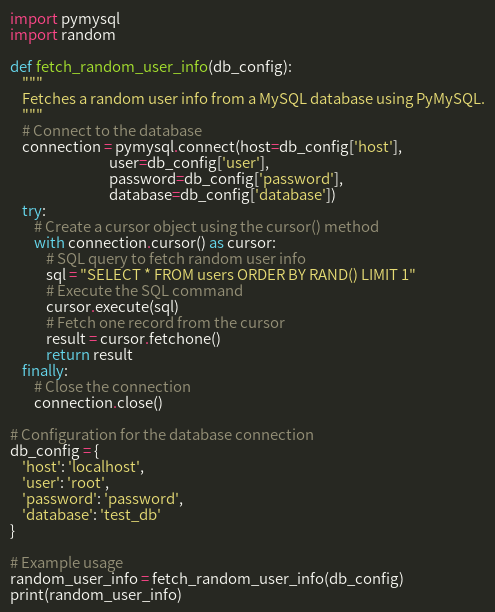 import pymysql
import random

def fetch_random_user_info(db_config):
    """
    Fetches a random user info from a MySQL database using PyMySQL.
    """
    # Connect to the database
    connection = pymysql.connect(host=db_config['host'],
                                 user=db_config['user'],
                                 password=db_config['password'],
                                 database=db_config['database'])
    try:
        # Create a cursor object using the cursor() method
        with connection.cursor() as cursor:
            # SQL query to fetch random user info
            sql = "SELECT * FROM users ORDER BY RAND() LIMIT 1"
            # Execute the SQL command
            cursor.execute(sql)
            # Fetch one record from the cursor
            result = cursor.fetchone()
            return result
    finally:
        # Close the connection
        connection.close()

# Configuration for the database connection
db_config = {
    'host': 'localhost',
    'user': 'root',
    'password': 'password',
    'database': 'test_db'
}

# Example usage
random_user_info = fetch_random_user_info(db_config)
print(random_user_info)